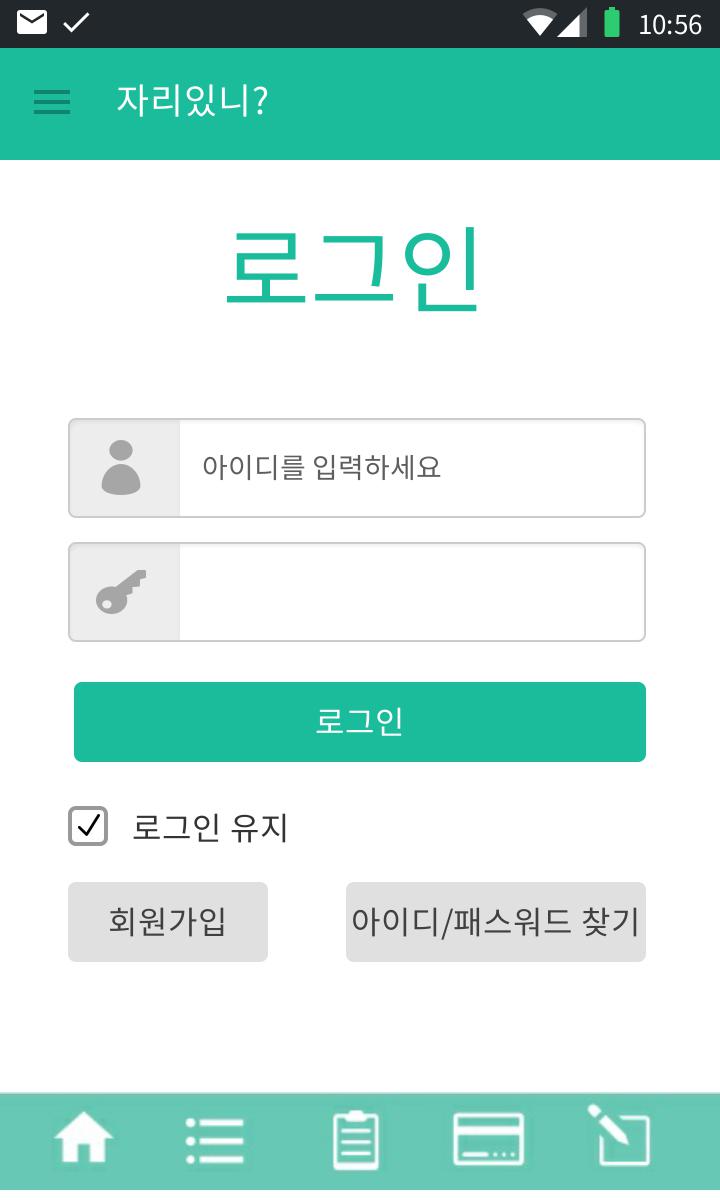 10:56
자리있니?
로그인
아이디를 입력하세요
로그인
로그인 유지
회원가입
아이디/패스워드 찾기